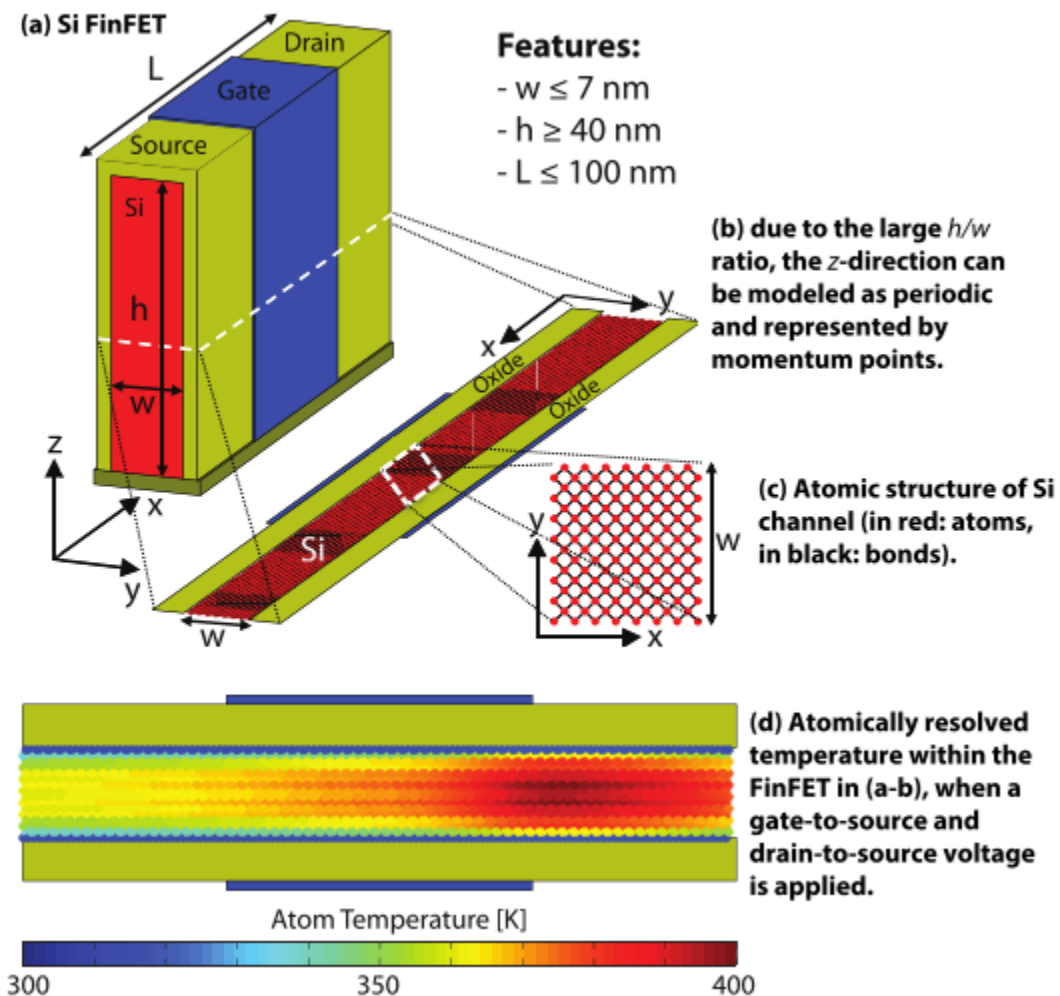 (a) Si FinFET
L
Drain
Gate
Source
Si
h
w
z
x
y
Features:
- w ≤ 7 nm
- h ≥ 40 nm
- L ≤ 100 nm
(b) due to the large h/w
ratio, the z-direction can
be modeled as periodic
and represented by
momentum points.
y
x
Oxide
Oxide
Si
w
y
x
w
(c) Atomic structure of Si
channel (in red: atoms,
in black: bonds).
(d) Atomically resolved
temperature within the
FinFET in (a-b), when a
gate-to-source and
drain-to-source voltage
is applied.
Atom Temperature [K]
300
350
400